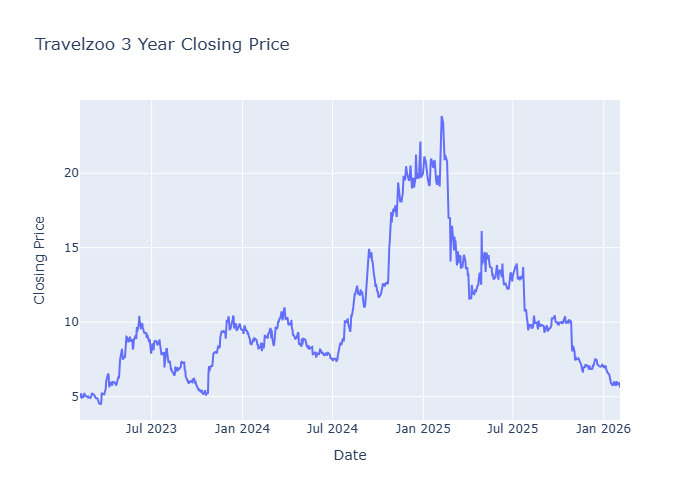 Travelzoo 3 Year Closing Price
Closing Price
20
15
10
5
Jul 2023
Jan 2024
Jul 2024
Jan 2025
Jul 2025
Jan 2026
Date